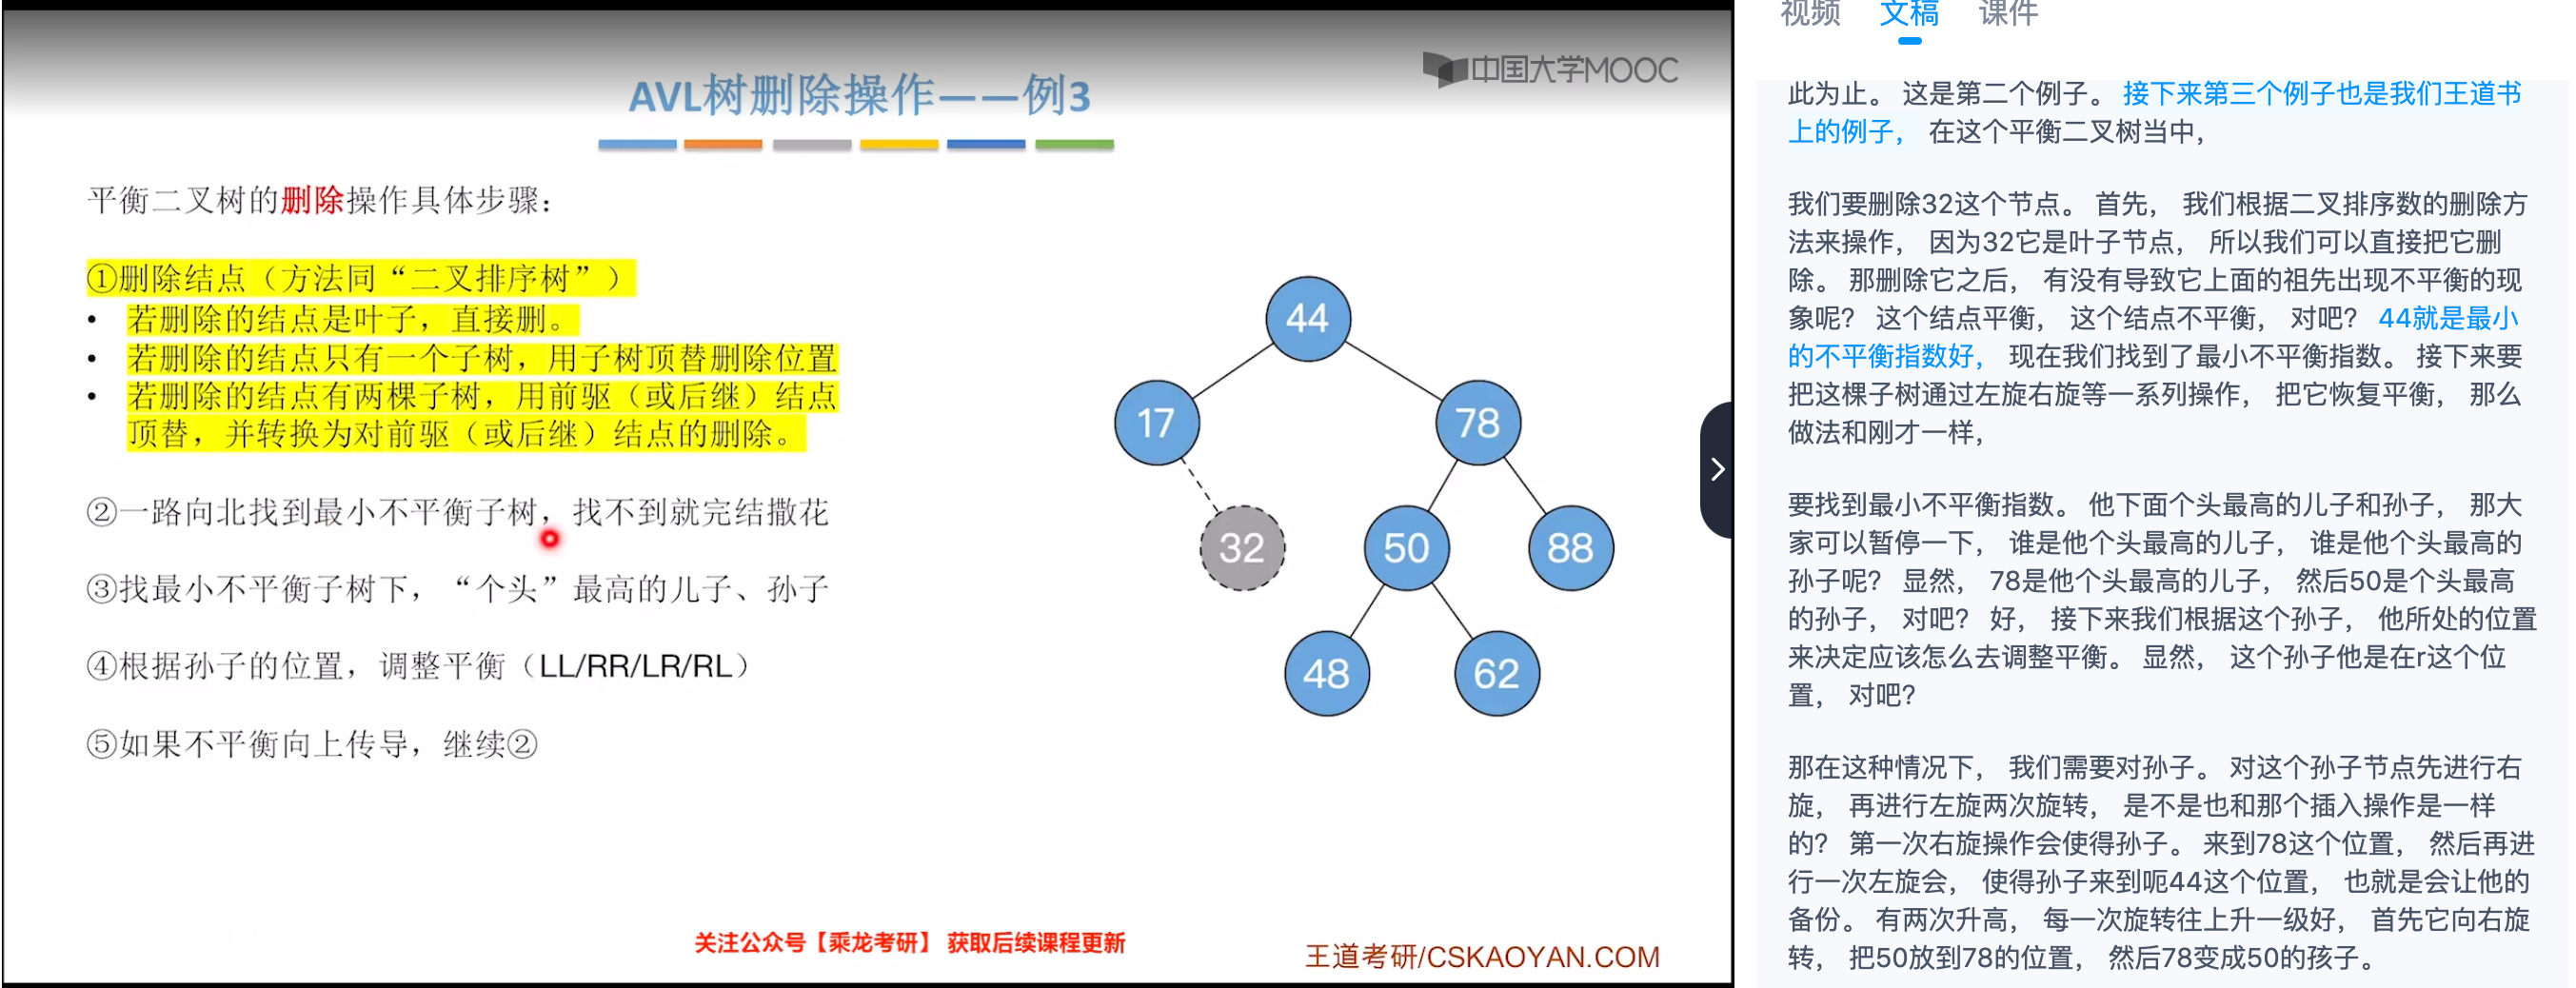 中国大学MOOC
AVL树删除操作——例3
平衡二叉树的删除操作具体步骤：
①删除结点（方法同“二叉排序树”）
• 若删除的结点是叶子，直接删。
• 若删除的结点只有一个子树，用子树顶替删除位置
• 若删除的结点有两棵子树，用前驱（或后继）结点
顶替，并转换为对前驱（或后继）结点的删除。
②一路向北找到最小不平衡子树，找不到就完结撒花
③找最小不平衡子树下，“个头”最高的儿子、孙子
④根据孙子的位置，调整平衡（LL/RR/LR/RL）
⑤如果不平衡向上传导，继续②
44
17
78
32
50
88
48
62
关注公众号【乘龙考研】 获取后续课程更新
王道考研/CSKAOYAN.COM
视频 文稿 课件
此为止。 这是第二个例子。 接下来第三个例子也是我们王道书
上的例子， 在这个平衡二叉树当中，
我们要删除32这个节点。 首先， 我们根据二叉排序数的删除方
法来操作， 因为32它是叶子节点， 所以我们可以直接把它删
除。 那删除它之后， 有没有导致它上面的祖先出现不平衡的现
象呢？ 这个结点平衡， 这个结点不平衡， 对吧？ 44就是最小
的不平衡指数好， 现在我们找到了最小不平衡指数。 接下来要
把这棵子树通过左旋右旋等一系列操作， 把它恢复平衡， 那么
做法和刚才一样，
要找到最小不平衡指数。 他下面个头最高的儿子和孙子， 那大
家可以暂停一下， 谁是他个头最高的儿子， 谁是他个头最高的
孙子呢？ 显然， 78是他个头最高的儿子， 然后50是个头最高
的孙子， 对吧？ 好， 接下来我们根据这个孙子， 他所处的位置
来决定应该怎么去调整平衡。 显然， 这个孙子他是在r这个位
置， 对吧？
那在这种情况下， 我们需要对孙子。 对这个孙子节点先进行右
旋， 再进行左旋两次旋转， 是不是也和那个插入操作是一样
的？ 第一次右旋操作会使得孙子。 来到78这个位置， 然后再进
行一次左旋会， 使得孙子来到呃44这个位置， 也就是会让他的
备份。 有两次升高， 每一次旋转往上升一级好， 首先它向右旋
转， 把50放到78的位置， 然后78变成50的孩子。